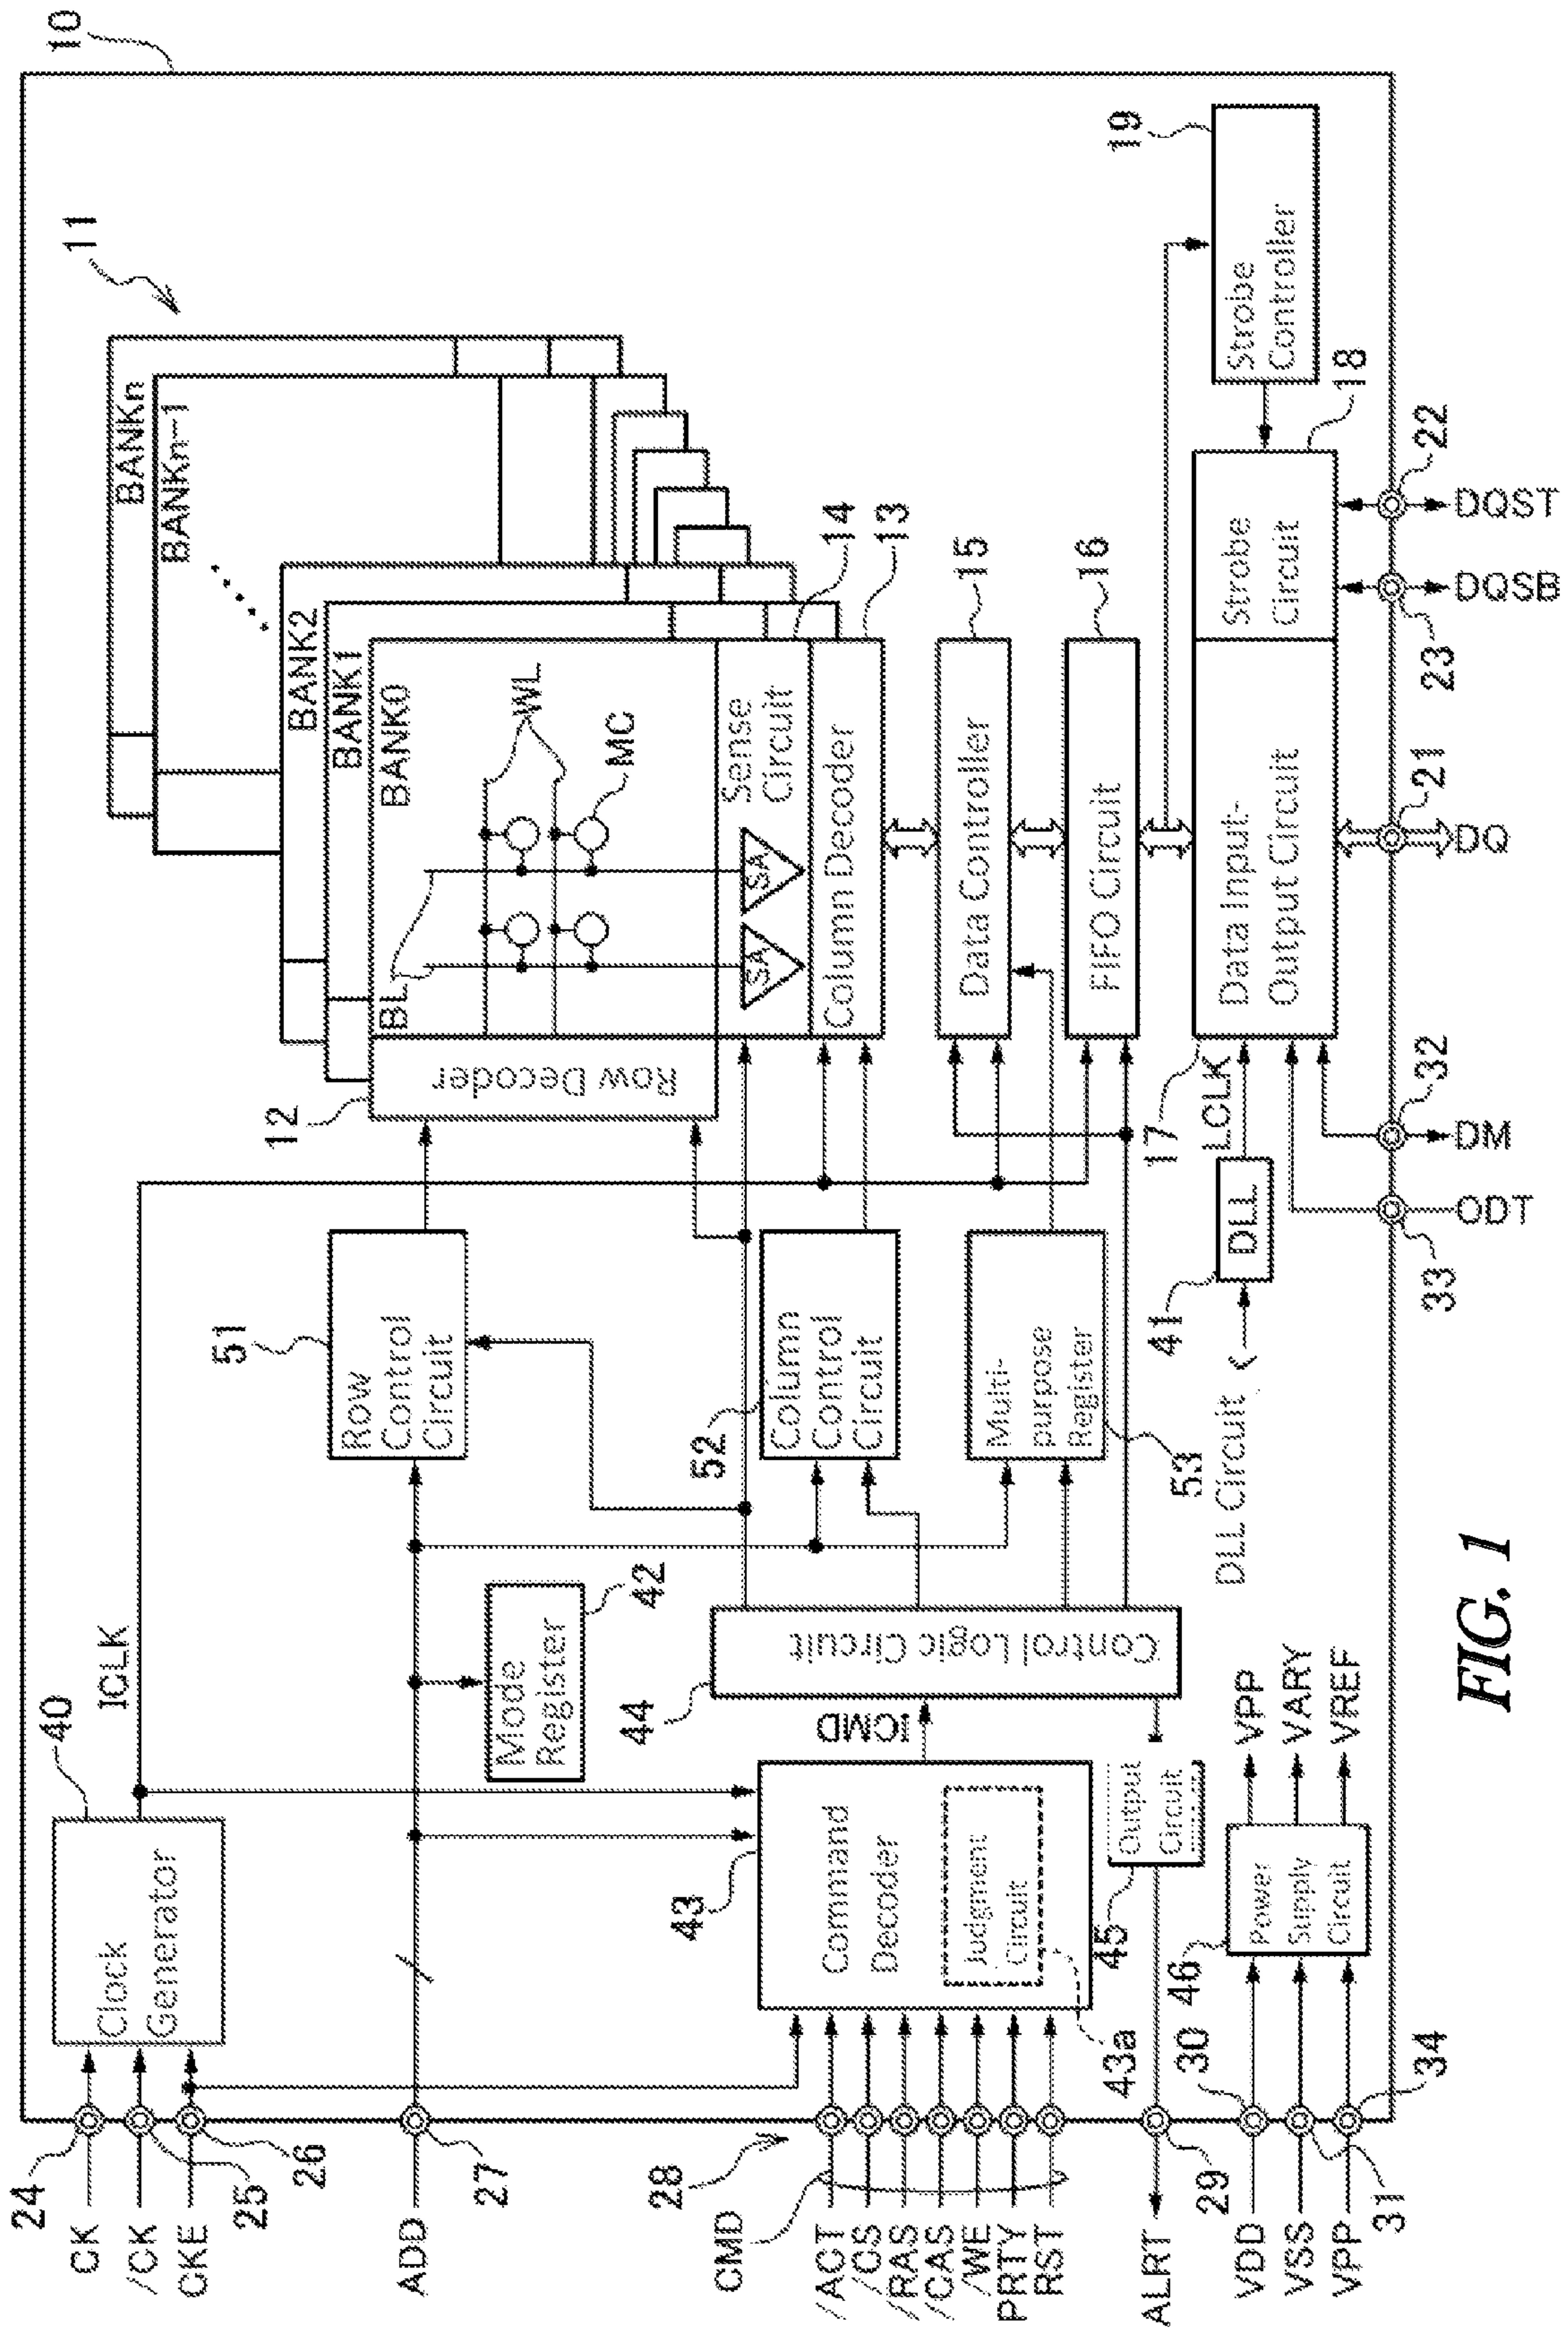 10
11
BANKn
BANKn-1
BANK2
BANK1
BANK0
WL
MC
BL
SA
SA
Sense
Circuit
14
Column Decoder
13
Row Decoder
12
Data Controller
15
FIFO Circuit
16
Data Input-
Output Circuit
17
Strobe
Circuit
18
Strobe
Controller
19
DQST
22
DQSB
23
DQ
21
DM
32
ODT
33
LCLK
DLL
41
DLL Circuit
CK
/CK
CKE
24
25
26
Clock
Generator
40
ICLK
ADD
27
Mode
Register
42
Row
Control
Circuit
51
Column
Control
Circuit
52
Multi-
purpose
Register
53
Control Logic Circuit
44
ICMD
Command
Decoder
43
Judgment
Circuit
43a
CMD
28
/ACT
/CS
/RAS
/CAS
/WE
PRTY
RST
ALRT
29
Output
Circuit
45
VDD
VSS
VPP
30
31
34
Power
Supply
Circuit
46
VPP
VARY
VREF
FIG. 1